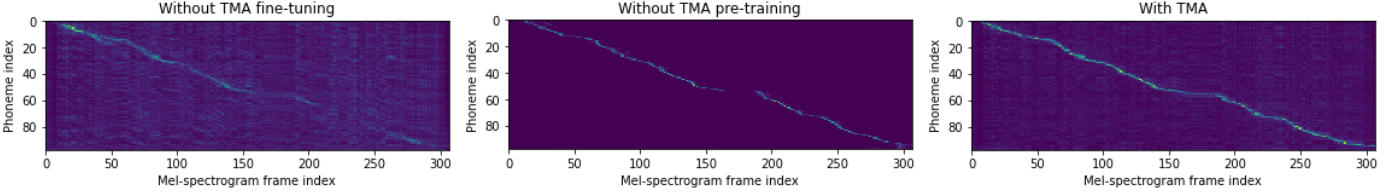 Without TMA fine-tuning
Phoneme index
0
20
40
60
80
0 50 100 150 200 250 300
Mel-spectrogram frame index
Without TMA pre-training
Phoneme index
0
20
40
60
80
0 50 100 150 200 250 300
Mel-spectrogram frame index
With TMA
Phoneme index
0
20
40
60
80
0 50 100 150 200 250 300
Mel-spectrogram frame index